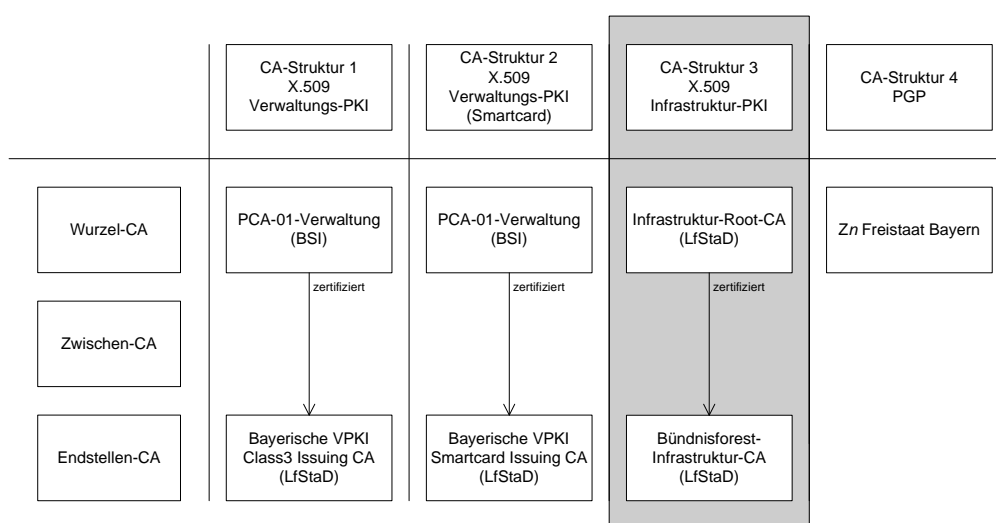 CA-Struktur 1
X.509
Verwaltungs-PKI
CA-Struktur 2
X.509
Verwaltungs-PKI
(Smartcard)
CA-Struktur 3
X.509
Infrastruktur-PKI
CA-Struktur 4
PGP
Wurzel-CA
PCA-01-Verwaltung
(BSI)
PCA-01-Verwaltung
(BSI)
Infrastruktur-Root-CA
(LfStaD)
Zn Freistaat Bayern
zertifiziert
zertifiziert
zertifiziert
Zwischen-CA
Endstellen-CA
Bayerische VPKI
Class3 Issuing CA
(LfStaD)
Bayerische VPKI
Smartcard Issuing CA
(LfStaD)
Bündnisforest-
Infrastruktur-CA
(LfStaD)